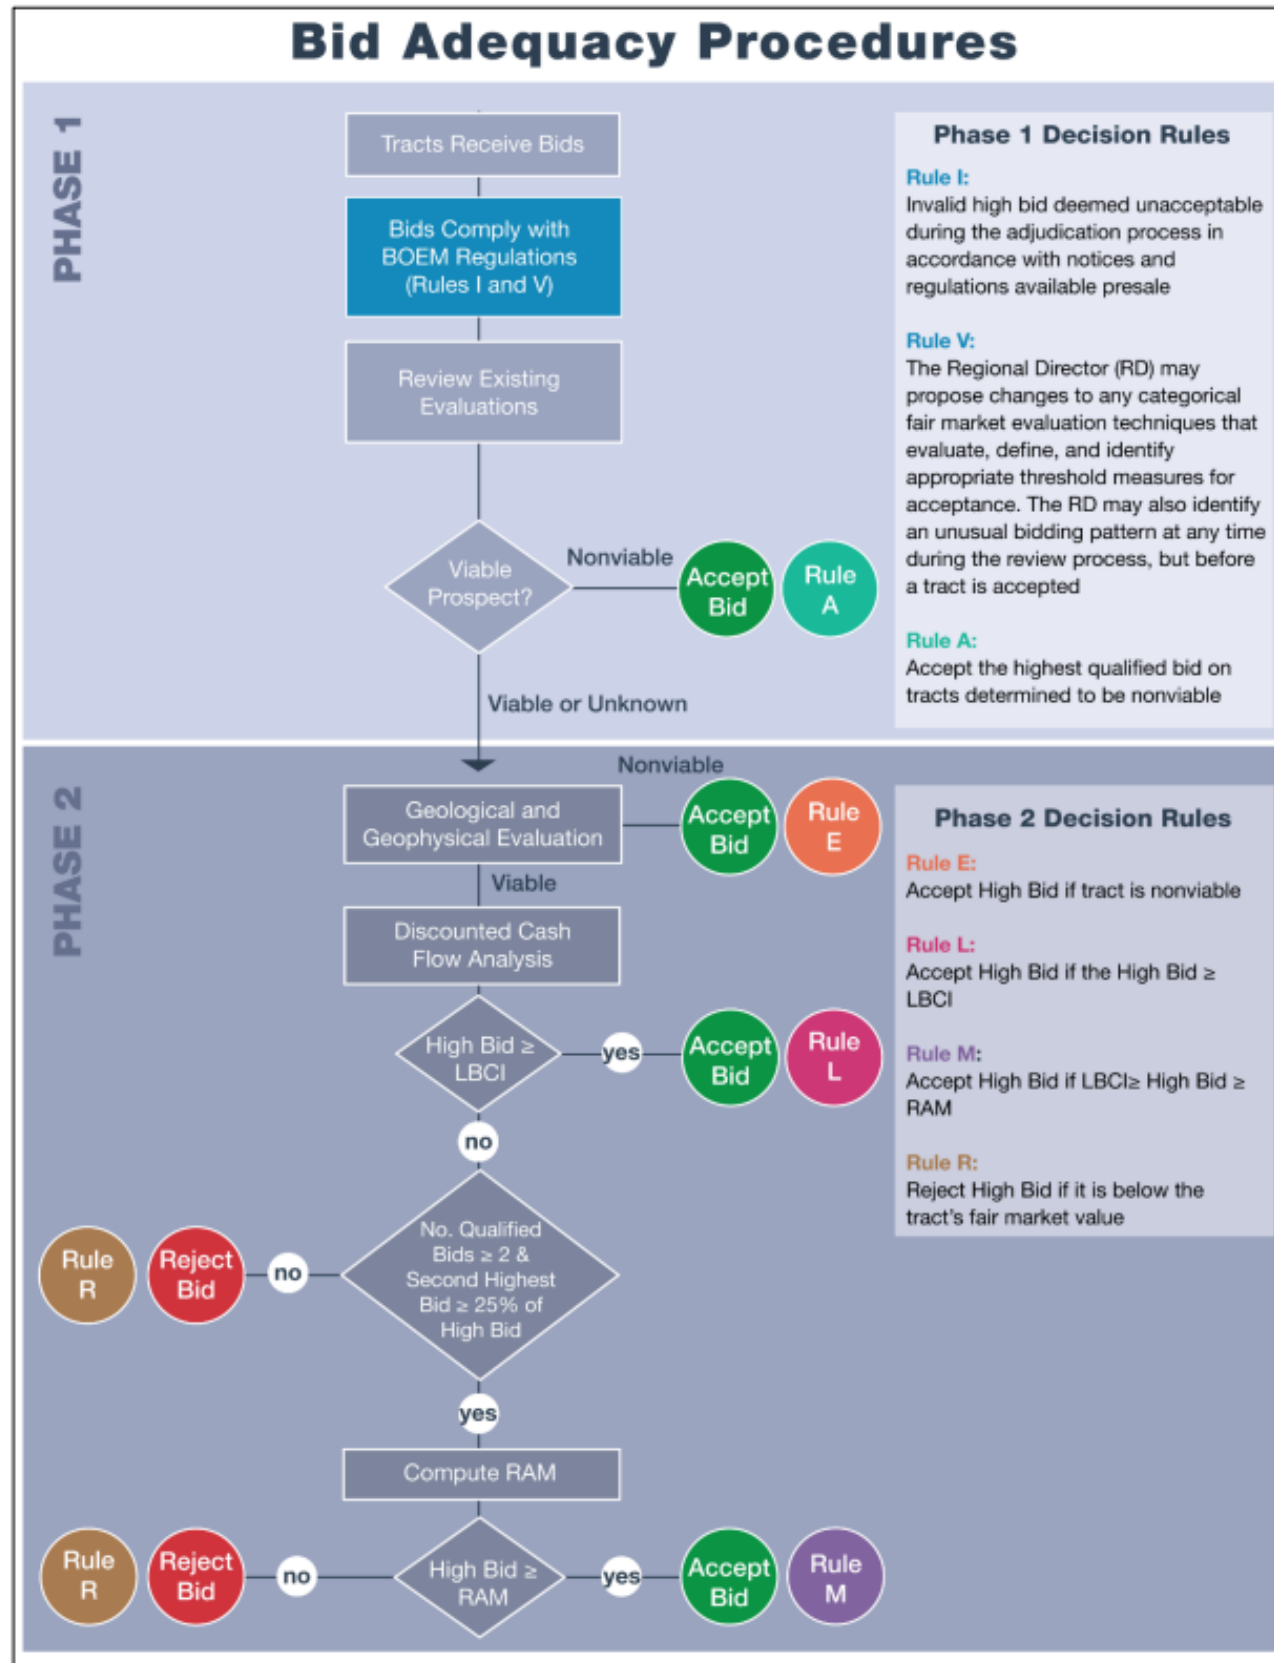 Bid Adequacy Procedures
PHASE 1
Tracts Receive Bids
Bids Comply with
BOEM Regulations
(Rules I and V)
Review Existing
Evaluations
Viable
Prospect?
Nonviable
Accept
Bid
Rule
A
Viable or Unknown
Phase 1 Decision Rules
Rule I:
Invalid high bid deemed unacceptable
during the adjudication process in
accordance with notices and
regulations available presale
Rule V:
The Regional Director (RD) may
propose changes to any categorical
fair market evaluation techniques that
evaluate, define, and identify
appropriate threshold measures for
acceptance. The RD may also identify
an unusual bidding pattern at any time
during the review process, but before
a tract is accepted
Rule A:
Accept the highest qualified bid on
tracts determined to be nonviable
PHASE 2
Nonviable
Geological and
Geophysical Evaluation
Accept
Bid
Rule
E
Viable
Discounted Cash
Flow Analysis
High Bid ≥
LBCI
yes
Accept
Bid
Rule
L
no
No. Qualified
Bids ≥ 2 &
Second Highest
Bid ≥ 25% of
High Bid
no
Reject
Bid
Rule
R
yes
Compute RAM
High Bid ≥
RAM
no
Reject
Bid
Rule
R
yes
Accept
Bid
Rule
M
Phase 2 Decision Rules
Rule E:
Accept High Bid if tract is nonviable
Rule L:
Accept High Bid if the High Bid ≥
LBCI
Rule M:
Accept High Bid if LBCI≥ High Bid ≥
RAM
Rule R:
Reject High Bid if it is below the
tract's fair market value